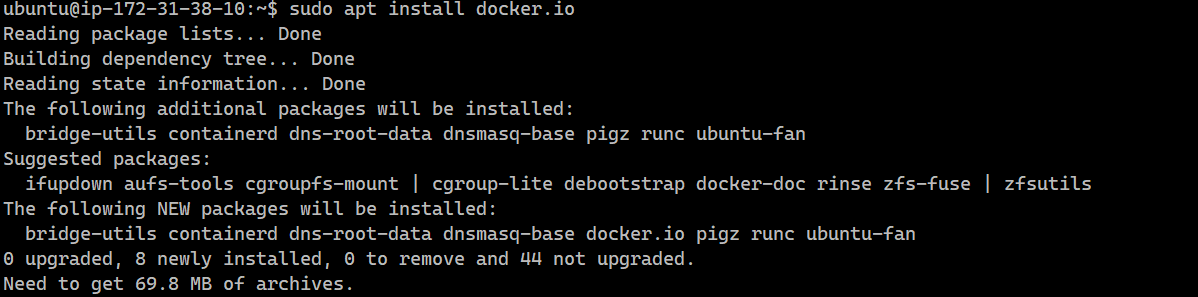 ubuntu@ip-172-31-38-10:~$ sudo apt install docker.io
Reading package lists... Done
Building dependency tree... Done
Reading state information... Done
The following additional packages will be installed:
  bridge-utils containerd dns-root-data dnsmasq-base pigz runc ubuntu-fan
Suggested packages:
  ifupdown aufs-tools cgroupfs-mount | cgroup-lite debootstrap docker-doc rinse zfs-fuse | zfsutils
The following NEW packages will be installed:
  bridge-utils containerd dns-root-data dnsmasq-base docker.io pigz runc ubuntu-fan
0 upgraded, 8 newly installed, 0 to remove and 44 not upgraded.
Need to get 69.8 MB of archives.